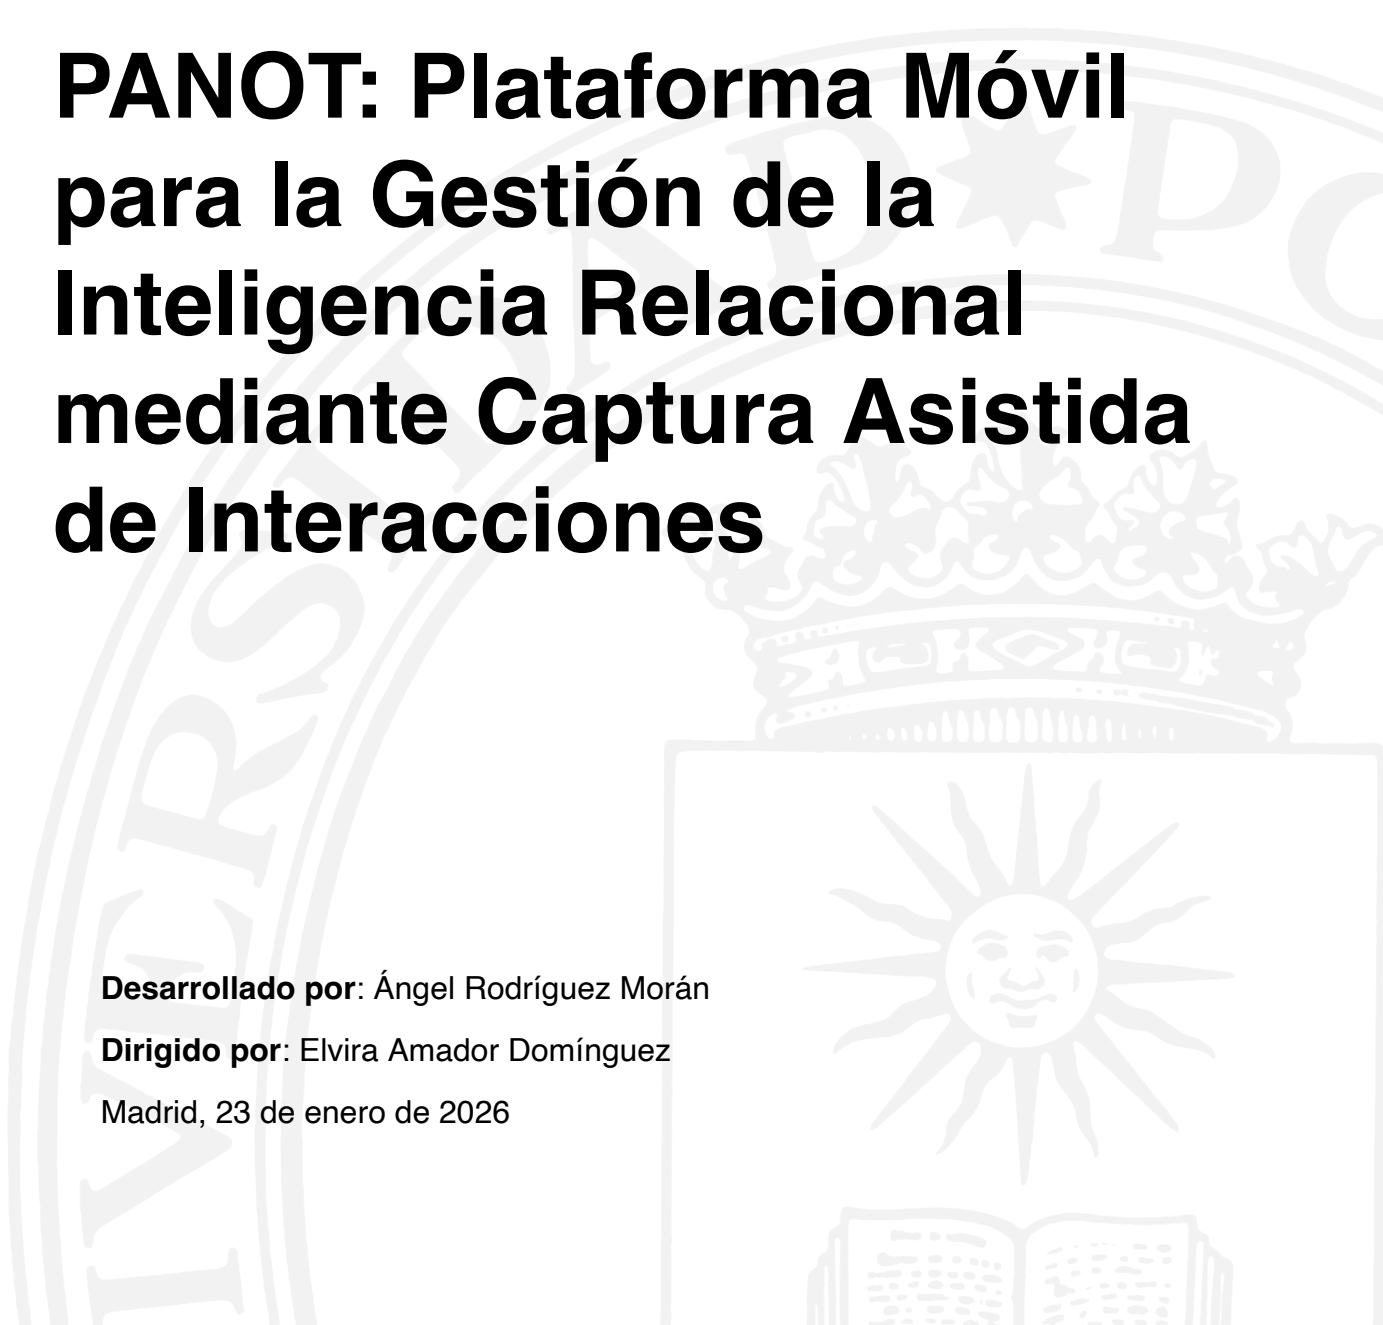 PANOT: Plataforma Móvil
para la Gestión de la
Inteligencia Relacional
mediante Captura Asistida
de Interacciones
Desarrollado por: Ángel Rodríguez Morán
Dirigido por: Elvira Amador Domínguez
Madrid, 23 de enero de 2026